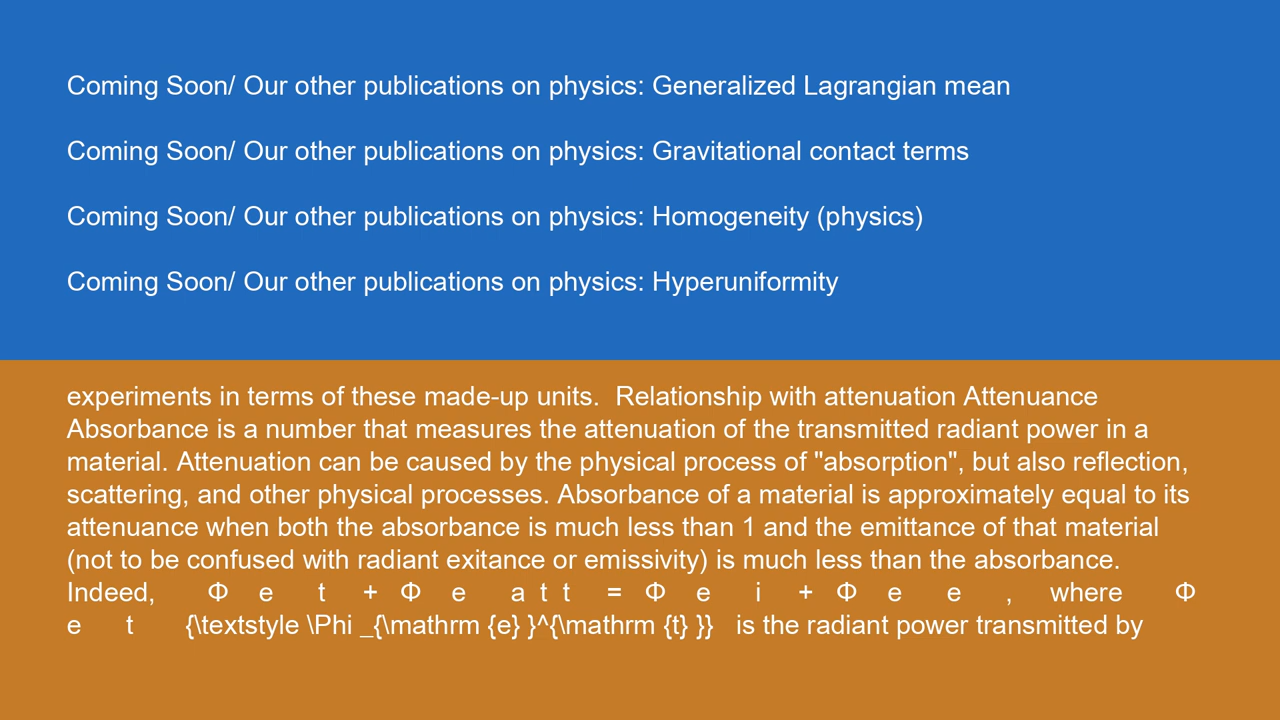 Coming Soon/ Our other publications on physics: Generalized Lagrangian mean
Coming Soon/ Our other publications on physics: Gravitational contact terms
Coming Soon/ Our other publications on physics: Homogeneity (physics)
Coming Soon/ Our other publications on physics: Hyperuniformity
experiments in terms of these made-up units.  Relationship with attenuation Attenuance
Absorbance is a number that measures the attenuation of the transmitted radiant power in a
material. Attenuation can be caused by the physical process of "absorption", but also reflection,
scattering, and other physical processes. Absorbance of a material is approximately equal to its
attenuance when both the absorbance is much less than 1 and the emittance of that material
(not to be confused with radiant exitance or emissivity) is much less than the absorbance.
Indeed, Φ e t + Φ e a t t = Φ e i + Φ e e , where Φ
e t {\textstyle \Phi _{\mathrm {e} }^{\mathrm {t} }} is the radiant power transmitted by